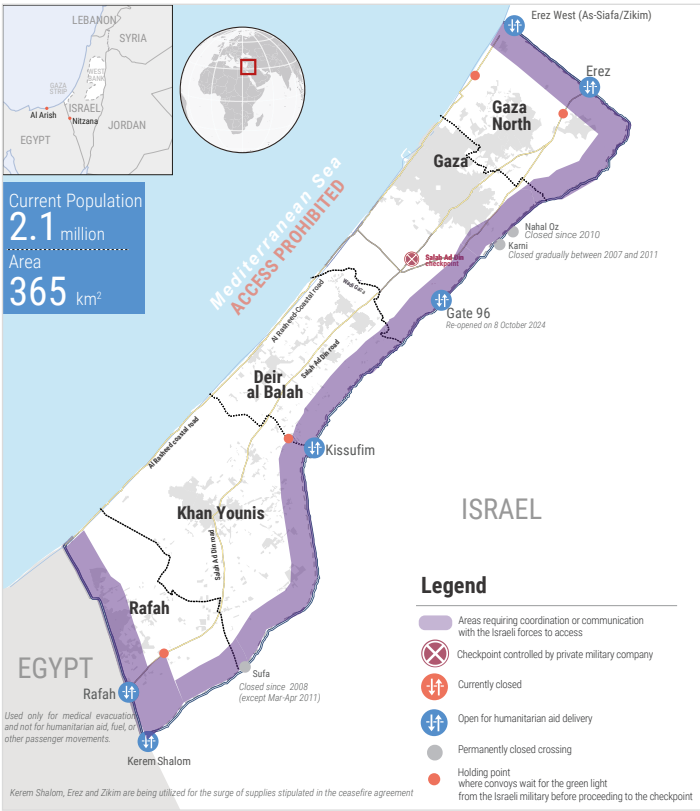 LEBANON
SYRIA
WEST
BANK
GAZA
STRIP
Al Arish
ISRAEL
Nitzana
EGYPT
JORDAN
Current Population
2.1 million
Area
365 km²
Mediterranean Sea
ACCESS PROHIBITED
Erez West (As-Siafa/Zikim)
Erez
Gaza
North
Gaza
Nahal Oz
Closed since 2010
Karni
Closed gradually between 2007 and 2011
Salah Ad Din
checkpoint
Gate 96
Re-opened on 8 October 2024
Wadi Gaza
Al Rasheed-Coastal road
Salah Ad Din road
Deir
al Balah
Al Rasheed coastal road
Kissufim
Khan Younis
ISRAEL
Salah Ad Din road
Rafah
EGYPT
Rafah
Used only for medical evacuation
and not for humanitarian aid, fuel, or
other passenger movements.
Sufa
Closed since 2008
(except Mar-Apr 2011)
Kerem Shalom
Kerem Shalom, Erez and Zikim are being utilized for the surge of supplies stipulated in the ceasefire agreement
Legend
Areas requiring coordination or communication
with the Israeli forces to access
Checkpoint controlled by private military company
Currently closed
Open for humanitarian aid delivery
Permanently closed crossing
Holding point
where convoys wait for the green light
from the Israeli military before proceeding to the checkpoint